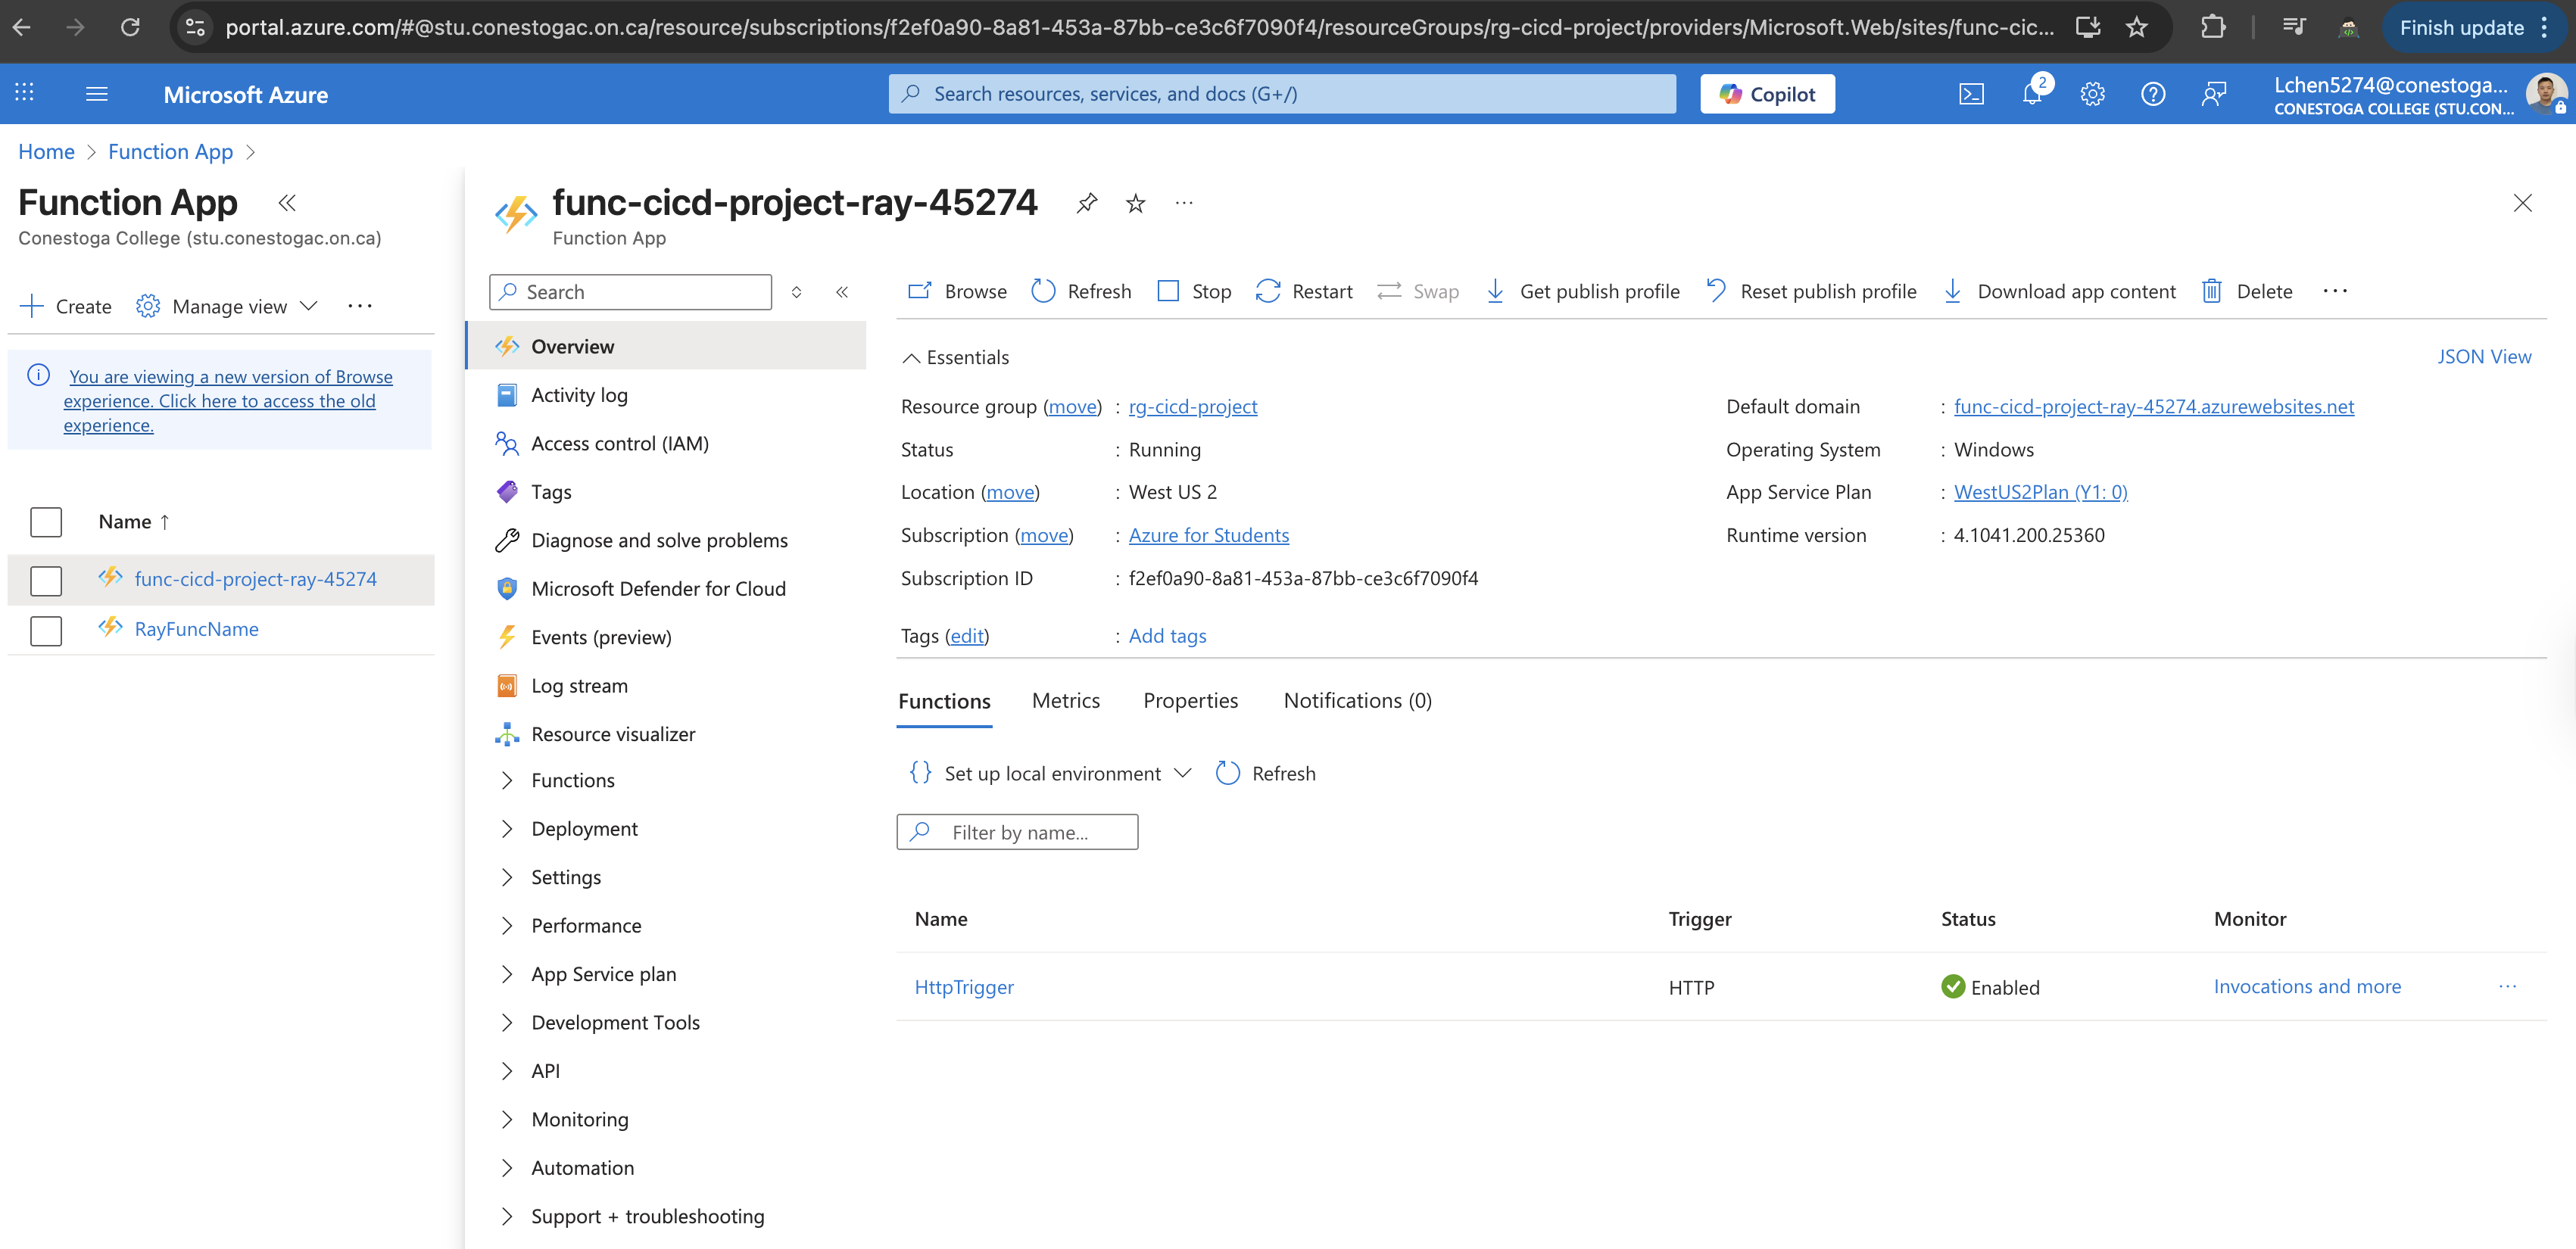 portal.azure.com/#@stu.conestogac.on.ca/resource/subscriptions/f2ef0a90-8a81-453a-87bb-ce3c6f7090f4/resourceGroups/rg-cicd-project/providers/Microsoft.Web/sites/func-cic...
Finish update
Microsoft Azure
Search resources, services, and docs (G+/)
Copilot
2
Lchen5274@conestoga...
CONESTOGA COLLEGE (STU.CON...
Home > Function App >
Function App
Conestoga College (stu.conestogac.on.ca)
Create
Manage view
You are viewing a new version of Browse
experience. Click here to access the old
experience.
Name ↑
func-cicd-project-ray-45274
RayFuncName
func-cicd-project-ray-45274
Function App
Search
Overview
Activity log
Access control (IAM)
Tags
Diagnose and solve problems
Microsoft Defender for Cloud
Events (preview)
Log stream
Resource visualizer
Functions
Deployment
Settings
Performance
App Service plan
Development Tools
API
Monitoring
Automation
Support + troubleshooting
Browse Refresh Stop Restart Swap Get publish profile Reset publish profile Download app content Delete
Essentials
JSON View
Resource group (move) : rg-cicd-project
Status : Running
Location (move) : West US 2
Subscription (move) : Azure for Students
Subscription ID : f2ef0a90-8a81-453a-87bb-ce3c6f7090f4
Tags (edit) : Add tags
Default domain : func-cicd-project-ray-45274.azurewebsites.net
Operating System : Windows
App Service Plan : WestUS2Plan (Y1: 0)
Runtime version : 4.1041.200.25360
Functions Metrics Properties Notifications (0)
Set up local environment Refresh
Filter by name...
Name Trigger Status Monitor
HttpTrigger HTTP Enabled Invocations and more